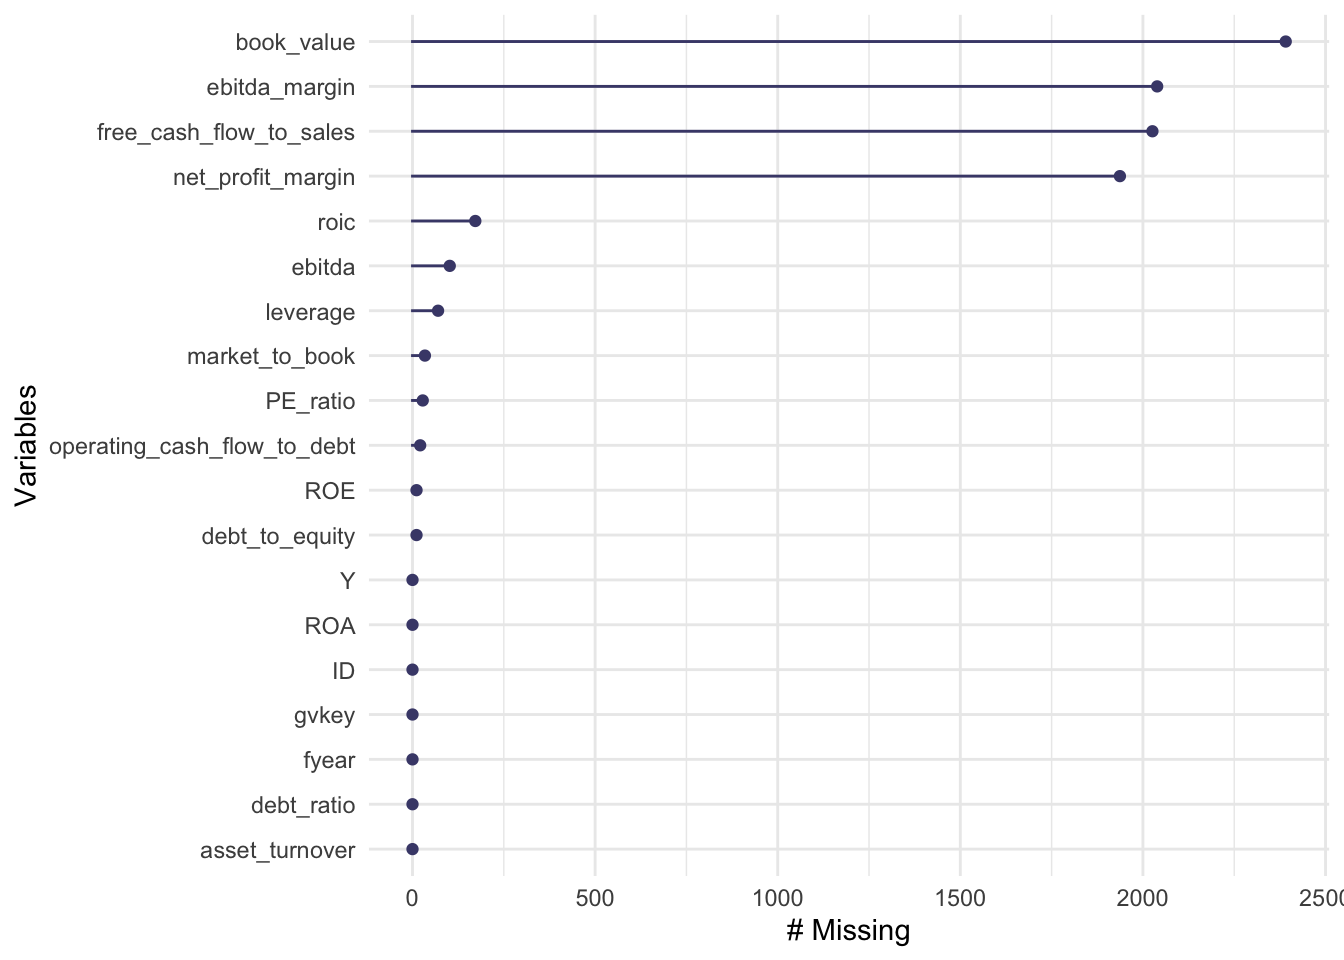 book_value
ebitda_margin
free_cash_flow_to_sales
net_profit_margin
roic
ebitda
leverage
market_to_book
PE_ratio
operating_cash_flow_to_debt
ROE
debt_to_equity
Y
ROA
ID
gvkey
fyear
debt_ratio
asset_turnover
Variables
0 500 1000 1500 2000 2500
# Missing